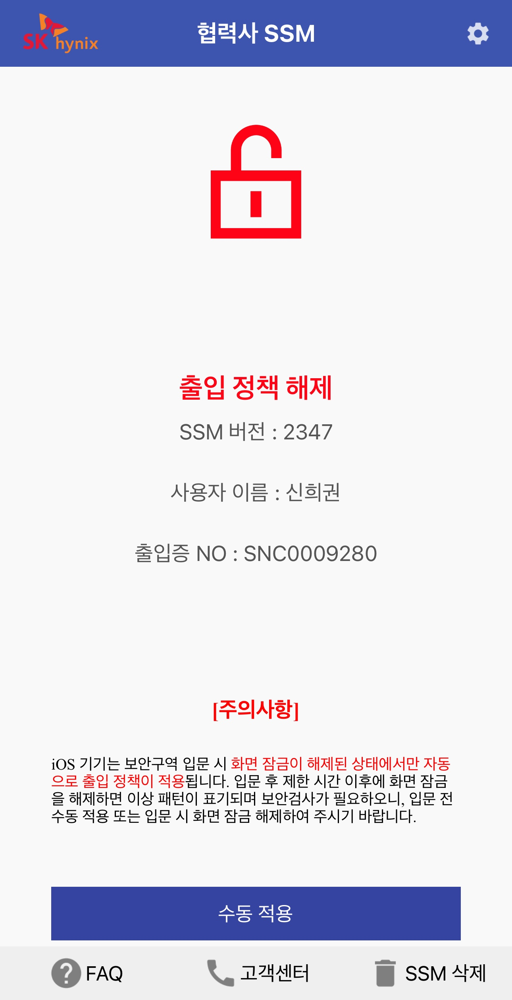 SK hynix
협력사 SSM
출입 정책 해제
SSM 버전 : 2347
사용자 이름 : 신희권
출입증 NO : SNC0009280
[주의사항]
iOS 기기는 보안구역 입문 시 화면 잠금이 해제된 상태에서만 자동
으로 출입 정책이 적용됩니다. 입문 후 제한 시간 이후에 화면 잠금
을 해제하면 이상 패턴이 표기되며 보안검사가 필요하오니, 입문 전
수동 적용 또는 입문 시 화면 잠금 해제하여 주시기 바랍니다.
수동 적용
FAQ
고객센터
SSM 삭제